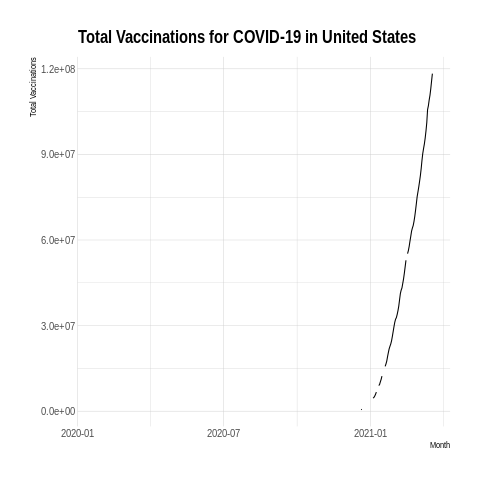 Total Vaccinations for COVID-19 in United States
Total Vaccinations
1.2e+08
9.0e+07
6.0e+07
3.0e+07
0.0e+00
2020-01 2020-07 2021-01
Month